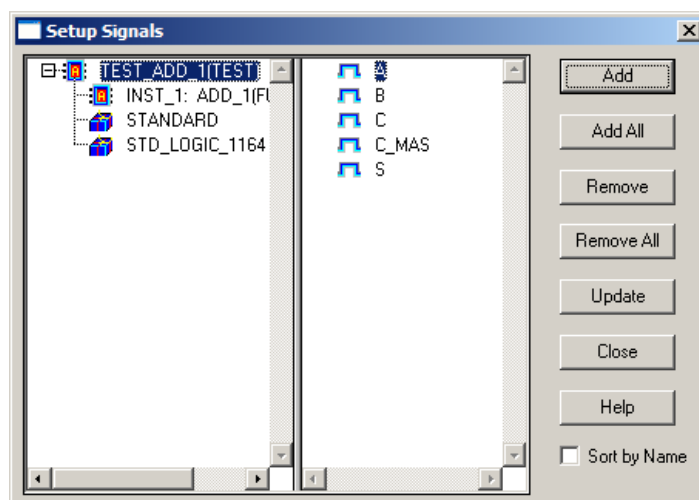 Setup Signals
TEST_ADD_1(TEST)
INST_1: ADD_1(FU
STANDARD
STD_LOGIC_1164
A
B
C
C_MAS
S
Add
Add All
Remove
Remove All
Update
Close
Help
Sort by Name